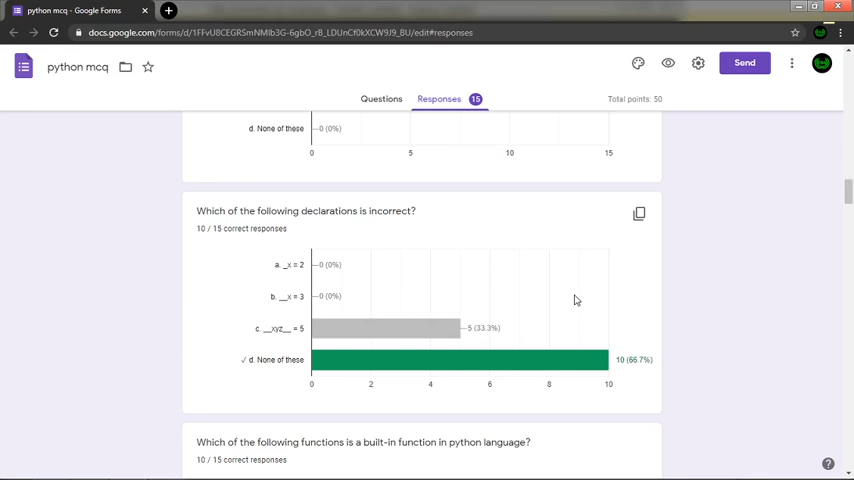 python mcq - Google Forms
docs.google.com/forms/d/1FFvU8CEGRSmNMlb3G-6gbO_rB_LDUnCf0kXCW9J9_BU/edit#responses
python mcq
Send
Questions
Responses 15
Total points: 50
d. None of these
0 (0%)
0 5 10 15
Which of the following declarations is incorrect?
10 / 15 correct responses
a. _x = 2
0 (0%)
b. __x = 3
0 (0%)
c. __xyz__ = 5
5 (33.3%)
✓ d. None of these
10 (66.7%)
0 2 4 6 8 10
Which of the following functions is a built-in function in python language?
10 / 15 correct responses